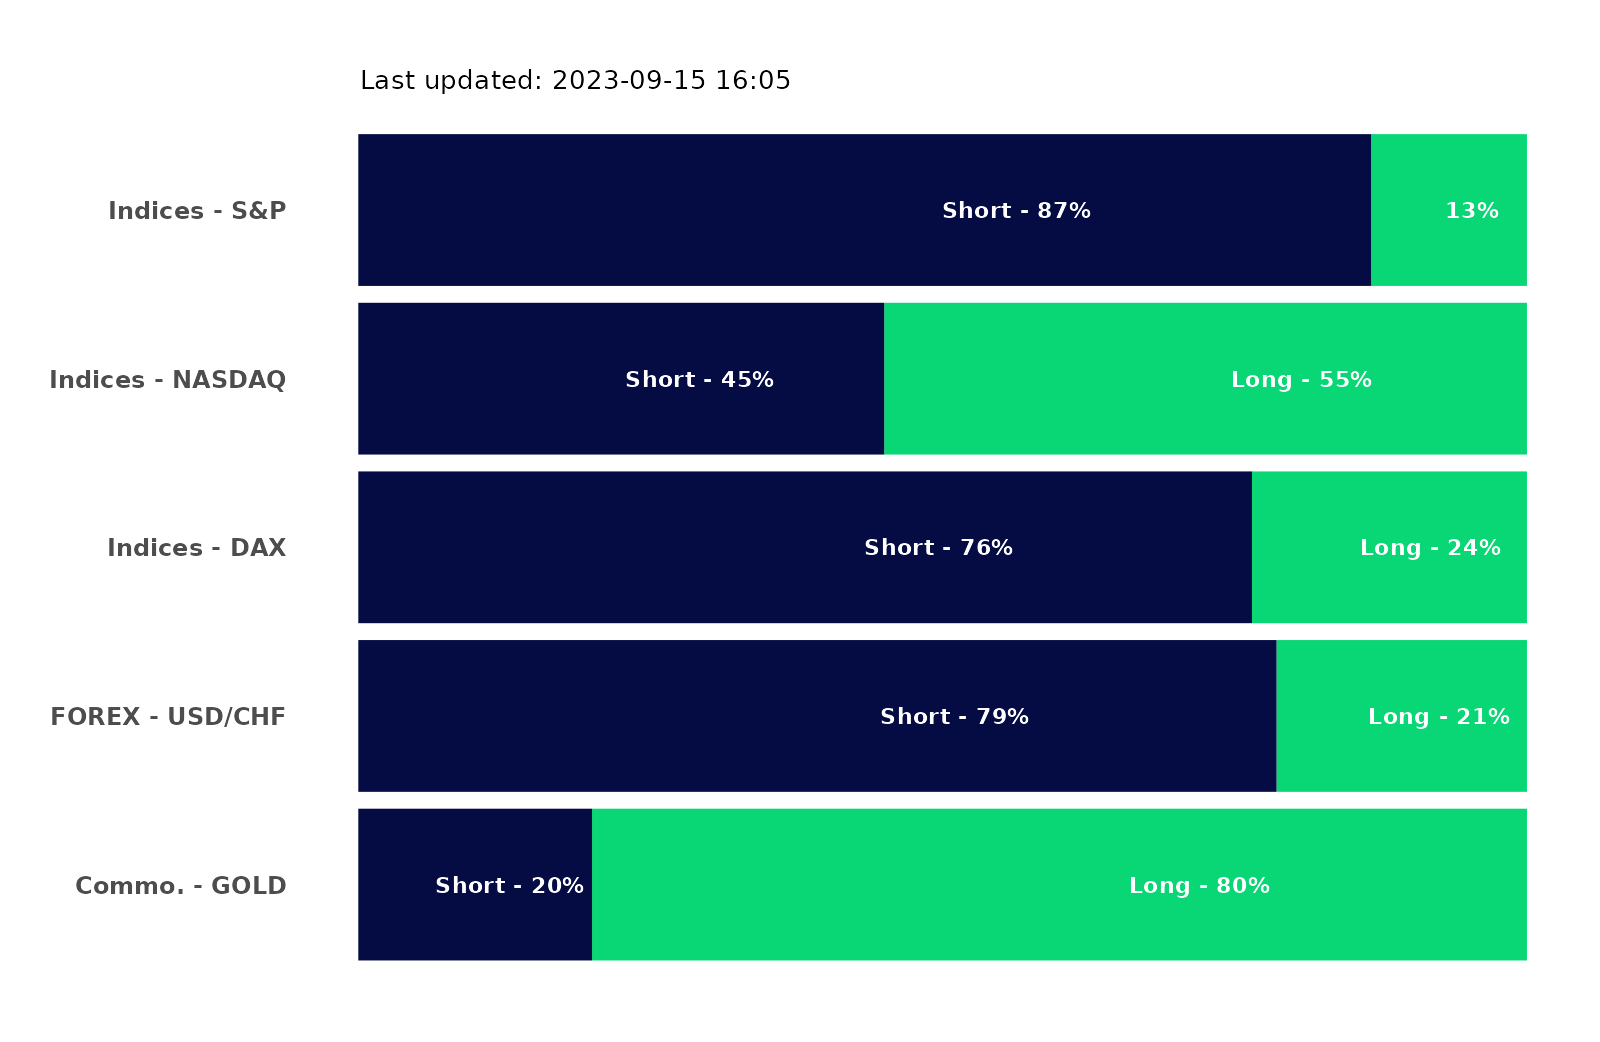 Last updated: 2023-09-15 16:05
Indices - S&P Short - 87% 13%
Indices - NASDAQ Short - 45% Long - 55%
Indices - DAX Short - 76% Long - 24%
FOREX - USD/CHF Short - 79% Long - 21%
Commo. - GOLD Short - 20% Long - 80%